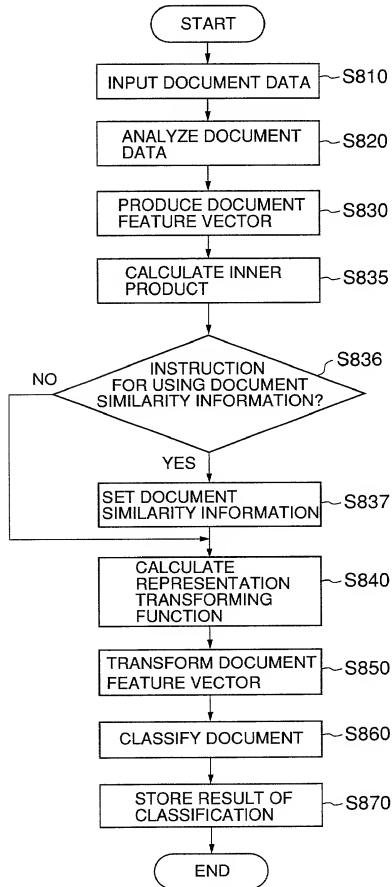 START
INPUT DOCUMENT DATA
S810
ANALYZE DOCUMENT
DATA
S820
PRODUCE DOCUMENT
FEATURE VECTOR
S830
CALCULATE INNER
PRODUCT
S835
INSTRUCTION
FOR USING DOCUMENT
SIMILARITY INFORMATION?
S836
NO
YES
SET DOCUMENT
SIMILARITY INFORMATION
S837
CALCULATE
REPRESENTATION
TRANSFORMING
FUNCTION
S840
TRANSFORM DOCUMENT
FEATURE VECTOR
S850
CLASSIFY DOCUMENT
S860
STORE RESULT OF
CLASSIFICATION
S870
END